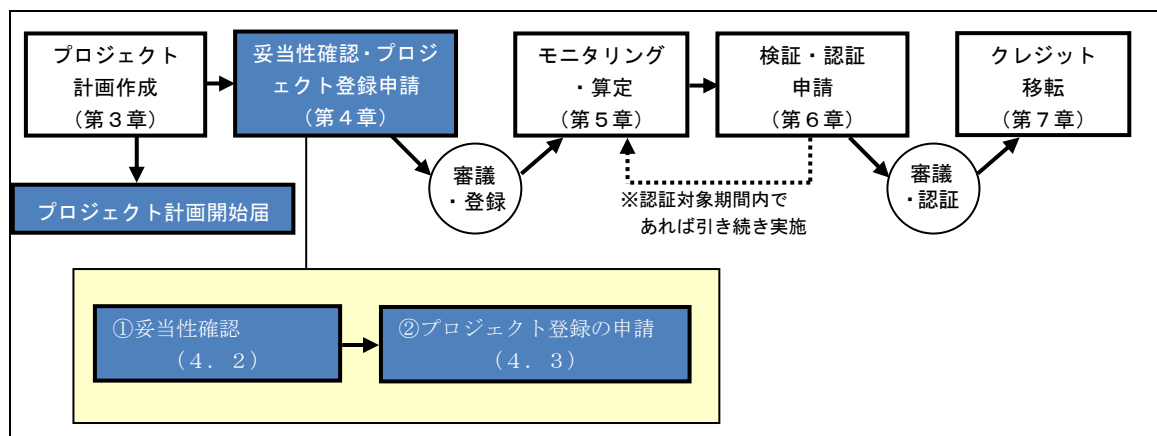 プロジェクト
計画作成
（第３章）
妥当性確認・プロジ
ェクト登録申請
（第４章）
モニタリング
・算定
（第５章）
検証・認証
申請
（第６章）
クレジット
移転
（第７章）
プロジェクト計画開始届
審議
・登録
※認証対象期間内で
あれば引き続き実施
審議
・認証
①妥当性確認
（４．２）
②プロジェクト登録の申請
（４．３）